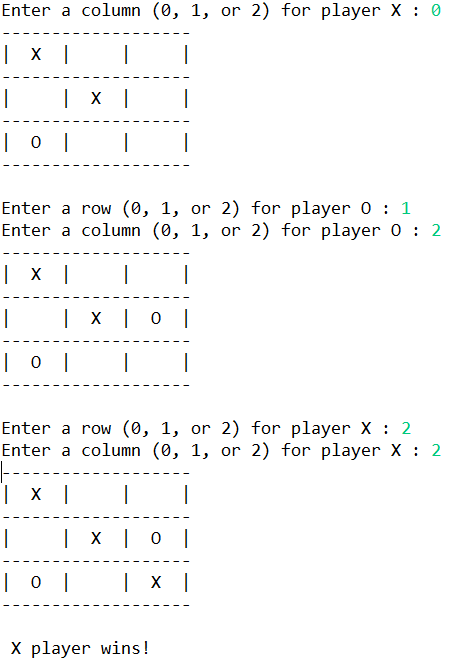 Enter a column (0, 1, or 2) for player X : 0
-------------------
|  X  |     |     |
-------------------
|     |  X  |     |
-------------------
|  O  |     |     |
-------------------

Enter a row (0, 1, or 2) for player O : 1
Enter a column (0, 1, or 2) for player O : 2
-------------------
|  X  |     |     |
-------------------
|     |  X  |  O  |
-------------------
|  O  |     |     |
-------------------

Enter a row (0, 1, or 2) for player X : 2
Enter a column (0, 1, or 2) for player X : 2
-------------------
|  X  |     |     |
-------------------
|     |  X  |  O  |
-------------------
|  O  |     |  X  |
-------------------

 X player wins!